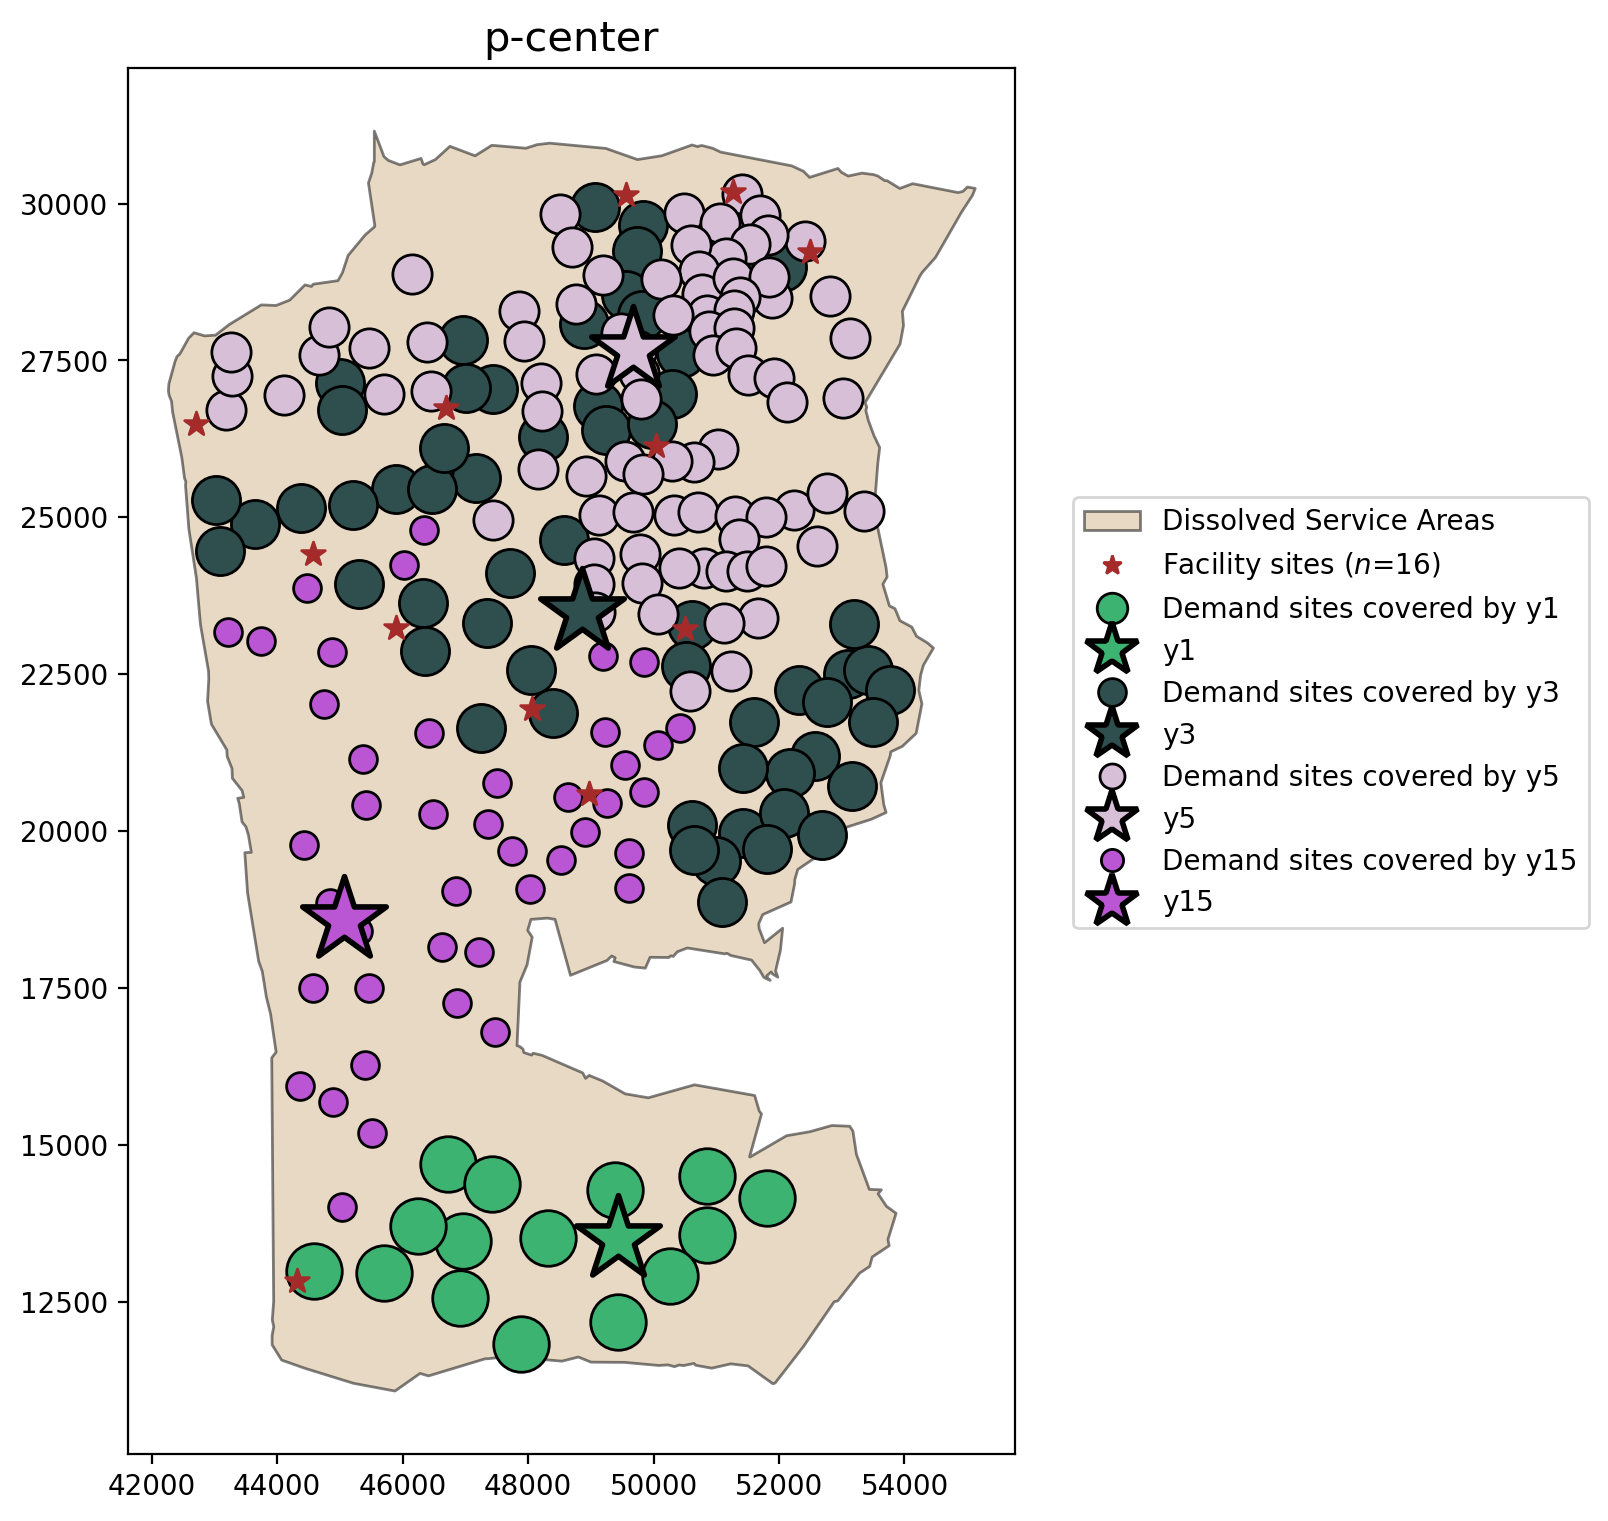 p-center
30000
27500
25000
22500
20000
17500
15000
12500
42000 44000 46000 48000 50000 52000 54000
Dissolved Service Areas
Facility sites (n=16)
Demand sites covered by y1
y1
Demand sites covered by y3
y3
Demand sites covered by y5
y5
Demand sites covered by y15
y15